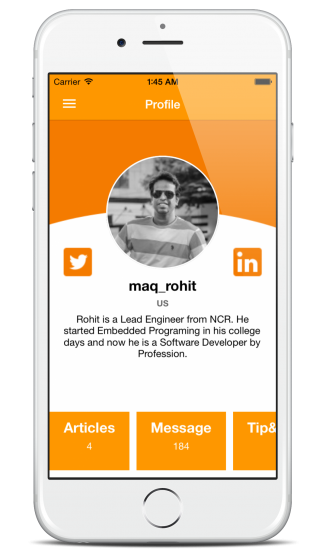 Carrier 1:45 AM
Profile
in
maq_rohit
US
Rohit is a Lead Engineer from NCR. He
started Embedded Programing in his college
days and now he is a Software Developer by
Profession.
Articles Message Tip&
4 184